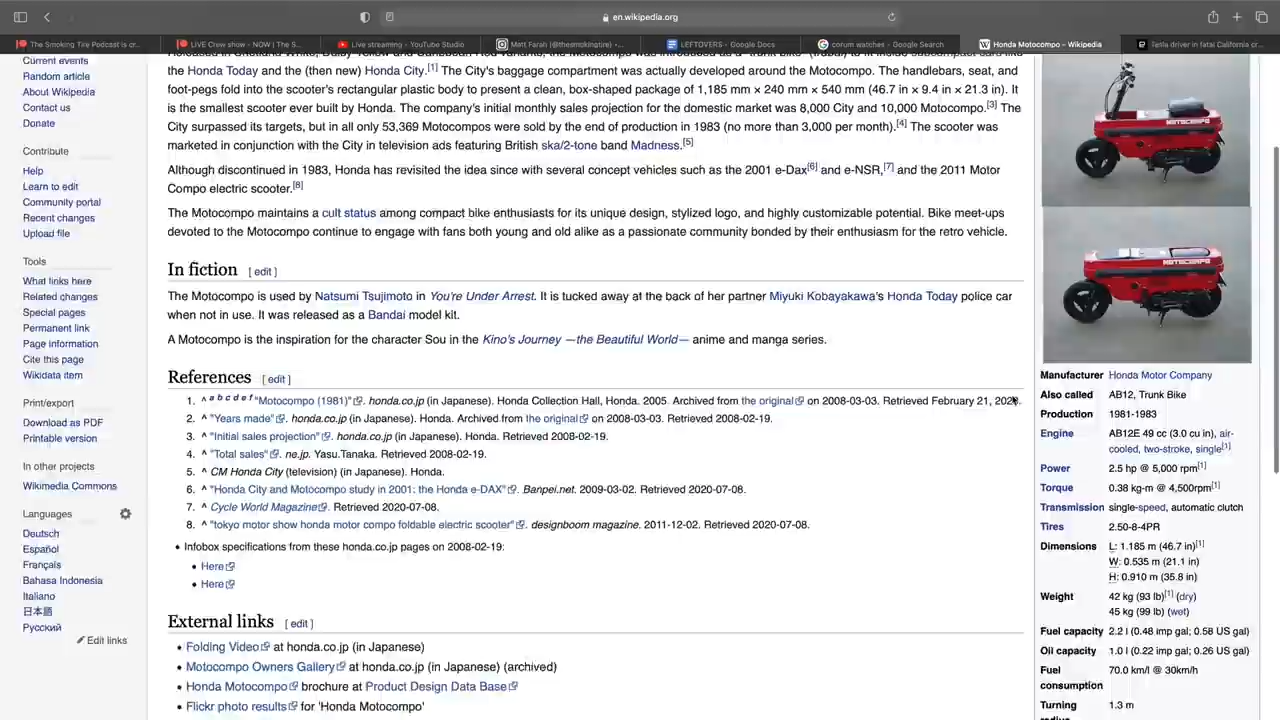 en.wikipedia.org
The Smoking Tire Podcast is cr...
LIVE Crew show - NOW | The S...
Live streaming - YouTube Studio
Matt Farah (@thesmokingtire) -...
LEFTOVERS - Google Docs
corum watches - Google Search
Honda Motocompo - Wikipedia
Tesla driver in fatal California cr...
Current events
Random article
About Wikipedia
Contact us
Donate
Contribute
Help
Learn to edit
Community portal
Recent changes
Upload file
Tools
What links here
Related changes
Special pages
Permanent link
Page information
Cite this page
Wikidata item
Print/export
Download as PDF
Printable version
In other projects
Wikimedia Commons
Languages
Deutsch
Español
Français
Bahasa Indonesia
Italiano
日本語
Русский
Edit links
the Honda Today and the (then new) Honda City.[1] The City's baggage compartment was actually developed around the Motocompo. The handlebars, seat, and
foot-pegs fold into the scooter's rectangular plastic body to present a clean, box-shaped package of 1,185 mm × 240 mm × 540 mm (46.7 in × 9.4 in × 21.3 in). It
is the smallest scooter ever built by Honda. The company's initial monthly sales projection for the domestic market was 8,000 City and 10,000 Motocompo.[3] The
City surpassed its targets, but in all only 53,369 Motocompos were sold by the end of production in 1983 (no more than 3,000 per month).[4] The scooter was
marketed in conjunction with the City in television ads featuring British ska/2-tone band Madness.[5]
Although discontinued in 1983, Honda has revisited the idea since with several concept vehicles such as the 2001 e-Dax[6] and e-NSR,[7] and the 2011 Motor
Compo electric scooter.[8]
The Motocompo maintains a cult status among compact bike enthusiasts for its unique design, stylized logo, and highly customizable potential. Bike meet-ups
devoted to the Motocompo continue to engage with fans both young and old alike as a passionate community bonded by their enthusiasm for the retro vehicle.
In fiction [ edit ]
The Motocompo is used by Natsumi Tsujimoto in You're Under Arrest. It is tucked away at the back of her partner Miyuki Kobayakawa's Honda Today police car
when not in use. It was released as a Bandai model kit.
A Motocompo is the inspiration for the character Sou in the Kino's Journey —the Beautiful World— anime and manga series.
References [ edit ]
1. ^ a b c d e f "Motocompo (1981)". honda.co.jp (in Japanese). Honda Collection Hall, Honda. 2005. Archived from the original on 2008-03-03. Retrieved February 21, 2020.
2. ^ "Years made". honda.co.jp (in Japanese). Honda. Archived from the original on 2008-03-03. Retrieved 2008-02-19.
3. ^ "Initial sales projection". honda.co.jp (in Japanese). Honda. Retrieved 2008-02-19.
4. ^ "Total sales". ne.jp. Yasu.Tanaka. Retrieved 2008-02-19.
5. ^ CM Honda City (television) (in Japanese). Honda.
6. ^ "Honda City and Motocompo study in 2001: the Honda e-DAX". Banpei.net. 2009-03-02. Retrieved 2020-07-08.
7. ^ Cycle World Magazine. Retrieved 2020-07-08.
8. ^ "tokyo motor show honda motor compo foldable electric scooter". designboom magazine. 2011-12-02. Retrieved 2020-07-08.
• Infobox specifications from these honda.co.jp pages on 2008-02-19:
• Here
• Here
External links [ edit ]
• Folding Video at honda.co.jp (in Japanese)
• Motocompo Owners Gallery at honda.co.jp (in Japanese) (archived)
• Honda Motocompo brochure at Product Design Data Base
• Flickr photo results for 'Honda Motocompo'
MOTOCOMPO
MOTOCOMPO
Manufacturer Honda Motor Company
Also called AB12, Trunk Bike
Production 1981-1983
Engine AB12E 49 cc (3.0 cu in), air-
cooled, two-stroke, single[1]
Power 2.5 hp @ 5,000 rpm[1]
Torque 0.38 kg-m @ 4,500rpm[1]
Transmission single-speed, automatic clutch
Tires 2.50-8-4PR
Dimensions L: 1.185 m (46.7 in)[1]
W: 0.535 m (21.1 in)
H: 0.910 m (35.8 in)
Weight 42 kg (93 lb)[1] (dry)
45 kg (99 lb) (wet)
Fuel capacity 2.2 l (0.48 imp gal; 0.58 US gal)
Oil capacity 1.0 l (0.22 imp gal; 0.26 US gal)
Fuel 70.0 km/l @ 30km/h
consumption
Turning 1.3 m